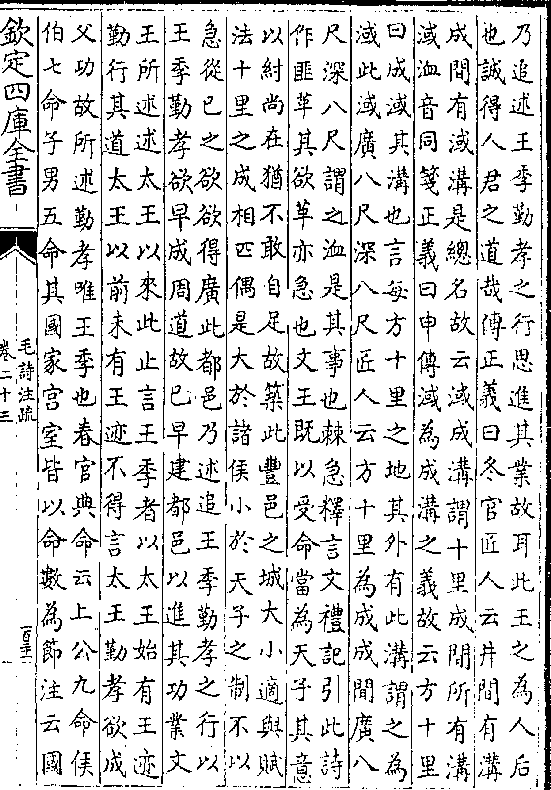 乃追述王季勤孝之行思進其業故耳此王之為人后
也誠得人君之道哉傳正義曰冬官匠人云井間有溝
成間有淢溝是總名故云淢成溝謂十里成間所有溝
淢洫音同箋正義曰申傳淢為成溝之義故云方十里
曰成淢其溝也言每方十里之地其外有此溝謂之為
淢此淢廣八尺深八尺匠人云方十里為成成間廣八
尺深八尺謂之洫是其事也棘急釋言文禮記引此詩
作匪革其欲革亦急也文王既以受命當為天子其意
以紂尚在猶不敢自足故築此豐邑之城大小適與賦
法十里之成相匹偶是大於諸侯小於天子之制不以
急從已之欲欲得廣此都邑乃述追王季勤孝之行以
王季勤孝欲早成周道故已早建都邑以進其功業文
王所述述太王以來此止言王季者以太王始有王迹
勤行其道太王以前未有王迹不得言太王勤孝欲成
父功故所述勤孝唯王季也春官典命云上公九命侯
伯七命子男五命其國家宮室皆以命數為節注云國
欽定四庫全書
毛詩注疏
卷二十三